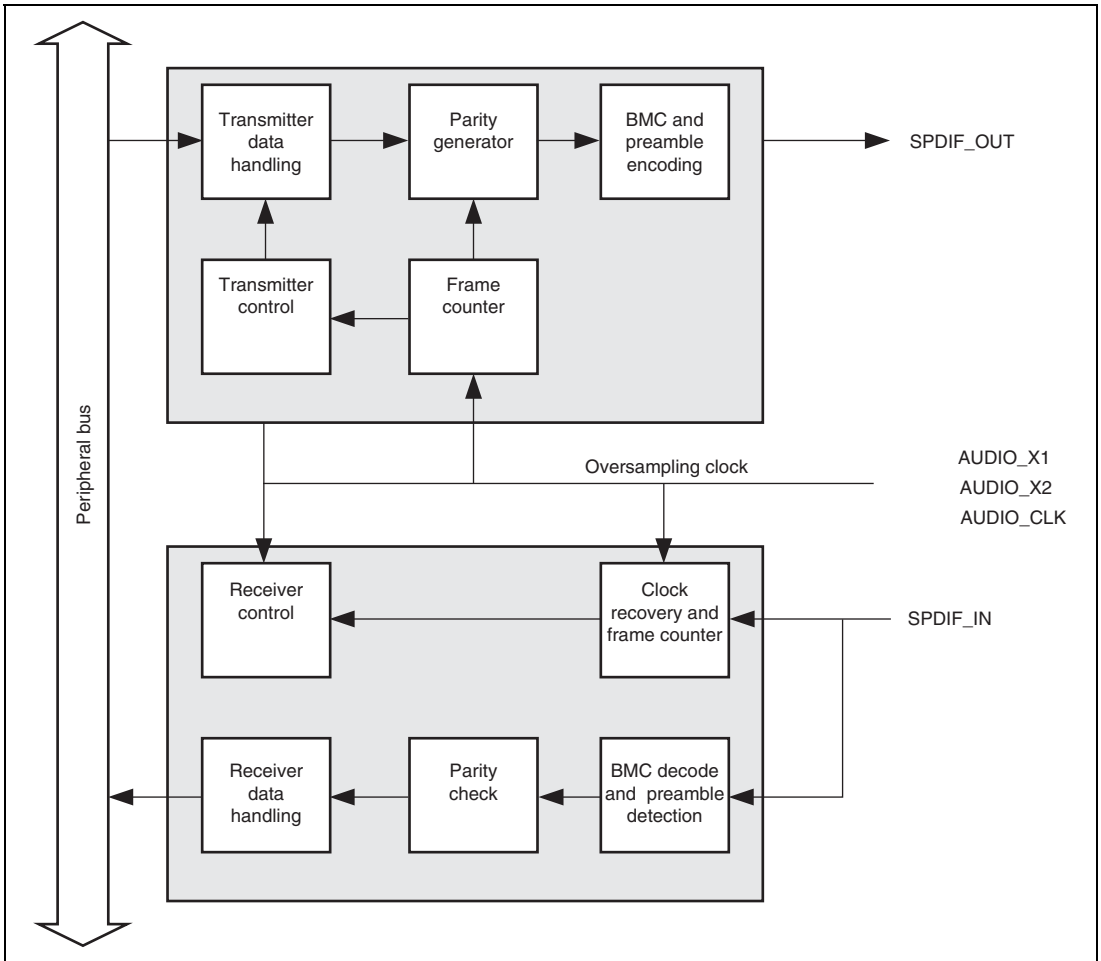 Transmitter
data
handling
Parity
generator
BMC and
preamble
encoding
SPDIF_OUT
Transmitter
control
Frame
counter
Peripheral bus
Oversampling clock
AUDIO_X1
AUDIO_X2
AUDIO_CLK
Receiver
control
Clock
recovery and
frame counter
SPDIF_IN
Receiver
data
handling
Parity
check
BMC decode
and preamble
detection